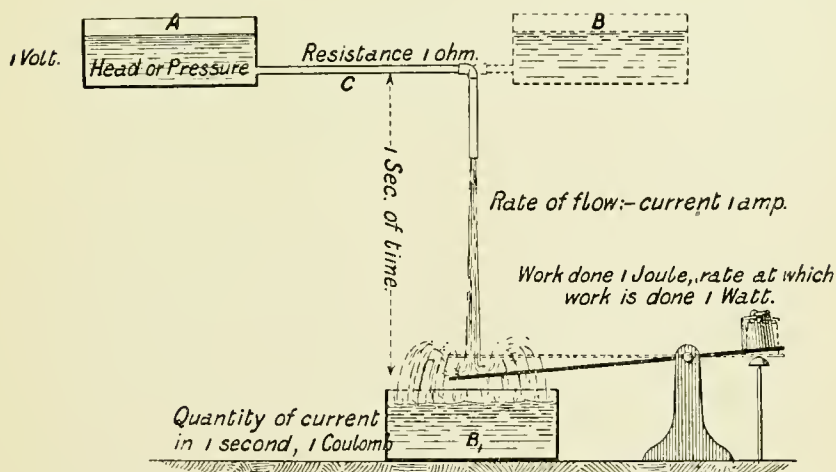 A
B
1 Volt.
Head or Pressure
Resistance 1 ohm.
C
1 Sec. of time.
Rate of flow:- current 1 amp.
Work done 1 Joule, rate at which
work is done 1 Watt.
Quantity of current
in 1 second, 1 Coulomb
B1